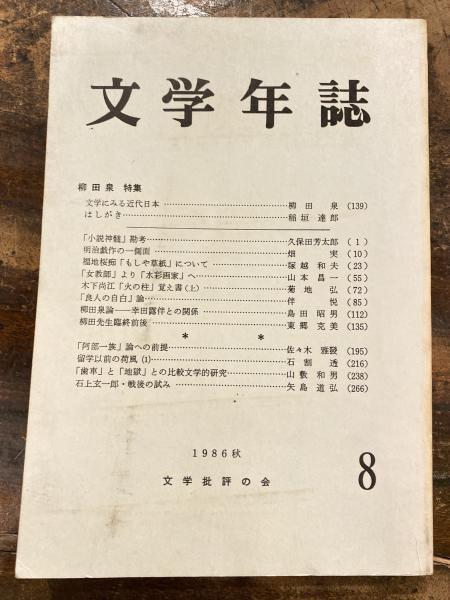 文学年誌
柳田泉 特集
文学にみる近代日本 …… 柳田泉 (139)
はしがき …… 稲垣達郎
「小説神髄」勘考 …… 久保田芳太郎 (1)
明治戯作の一側面 …… 畑実 (10)
福地桜痴「もしや草紙」について …… 塚越和夫 (23)
「女教師」より「水彩画家」へ …… 山本昌一 (55)
木下尚江「火の柱」覚え書(上) …… 菊地弘 (72)
「良人の自白」論 …… 伴悦 (85)
柳田泉論――幸田露伴との関係 …… 島田昭男 (112)
柳田先生臨終前後 …… 東郷克美 (135)
* *
「阿部一族」論への前提 …… 佐々木雅發 (195)
留学以前の荷風 (1) …… 石割透 (216)
「歯車」と「地獄」との比較文学的研究 …… 山敷和男 (238)
石上玄一郎・戦後の試み …… 矢島道弘 (266)
1986秋
文学批評の会
8